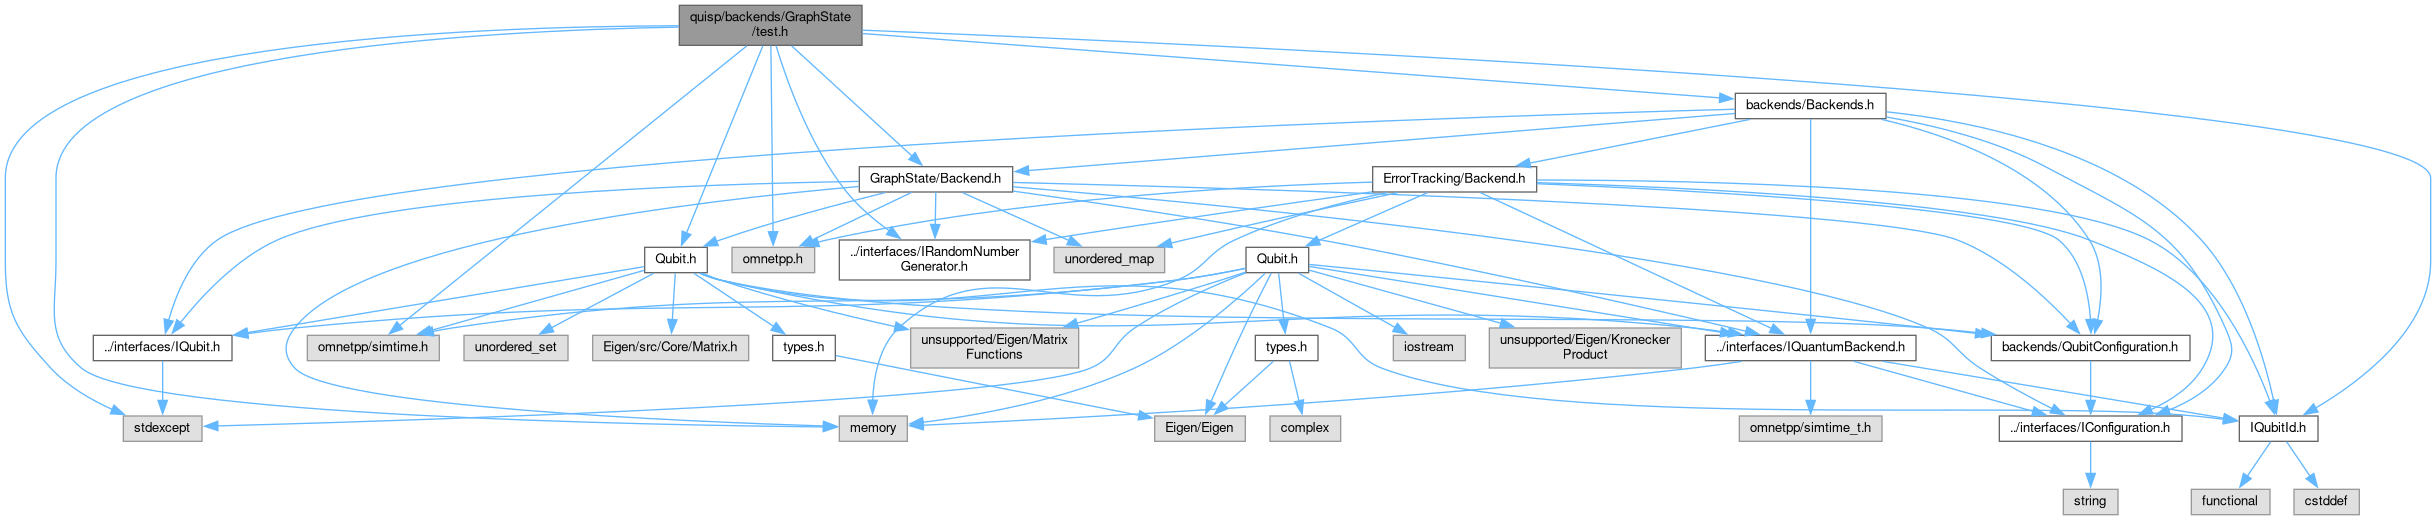 quisp/backends/GraphState
/test.h
backends/Backends.h
GraphState/Backend.h
ErrorTracking/Backend.h
Qubit.h
omnetpp.h
../interfaces/IRandomNumber
Generator.h
unordered_map
Qubit.h
../interfaces/IQubit.h
omnetpp/simtime.h
unordered_set
Eigen/src/Core/Matrix.h
types.h
unsupported/Eigen/Matrix
Functions
types.h
iostream
unsupported/Eigen/Kronecker
Product
../interfaces/IQuantumBackend.h
backends/QubitConfiguration.h
stdexcept
memory
Eigen/Eigen
complex
omnetpp/simtime_t.h
../interfaces/IConfiguration.h
IQubitId.h
string
functional
cstddef